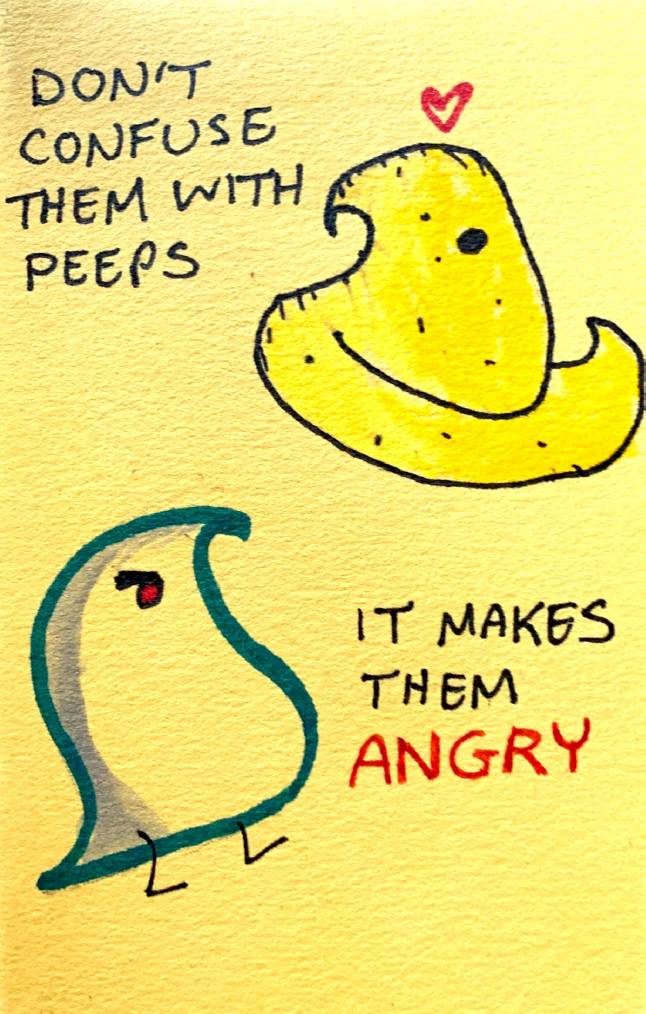 DON'T
CONFUSE
THEM WITH
PEEPS
IT MAKES
THEM
ANGRY